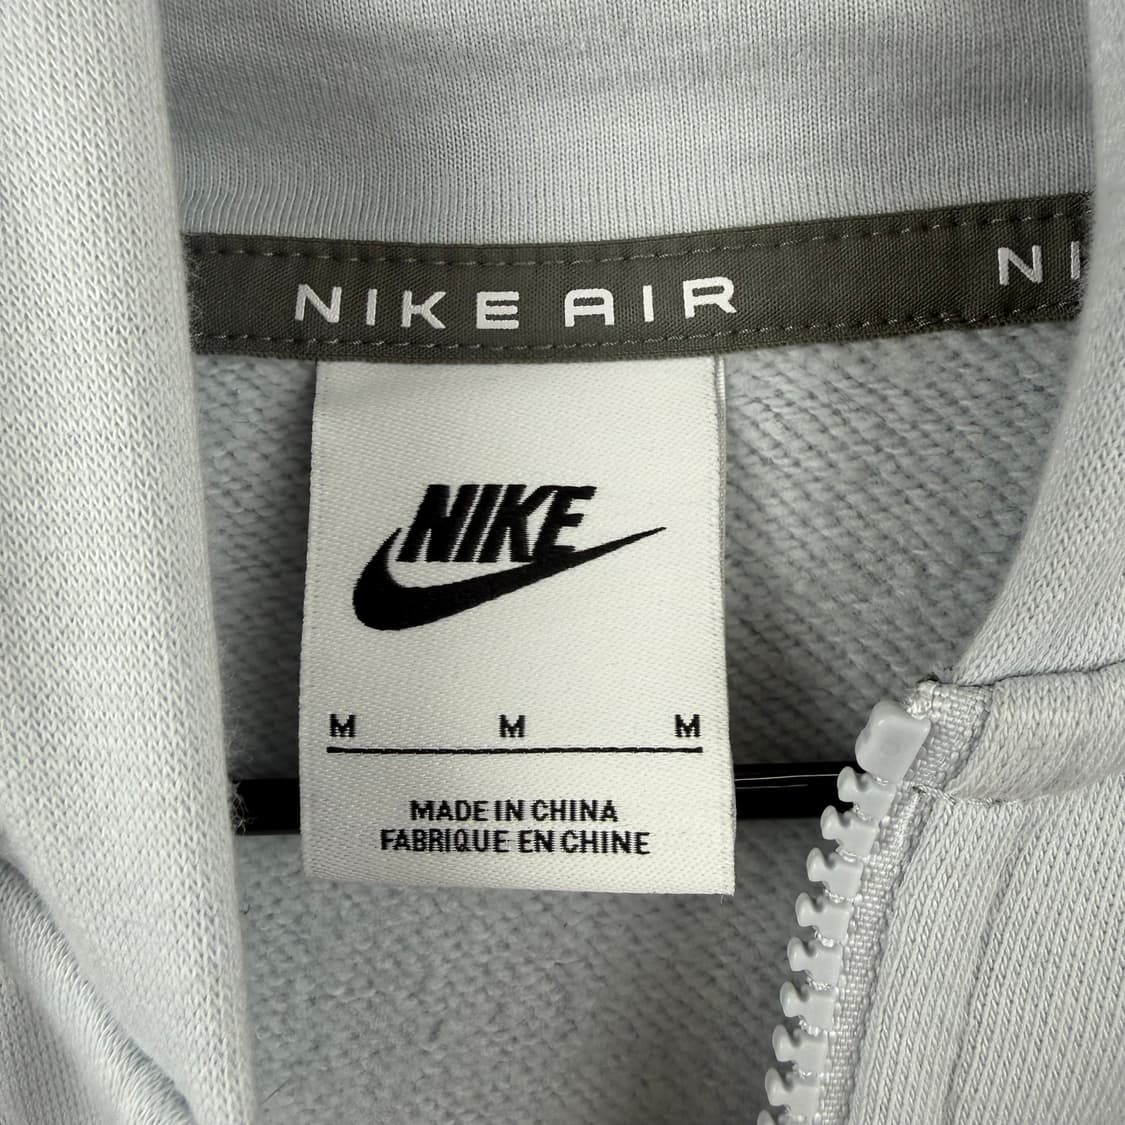 NIKE AIR NI
NIKE
M M M
MADE IN CHINA
FABRIQUE EN CHINE